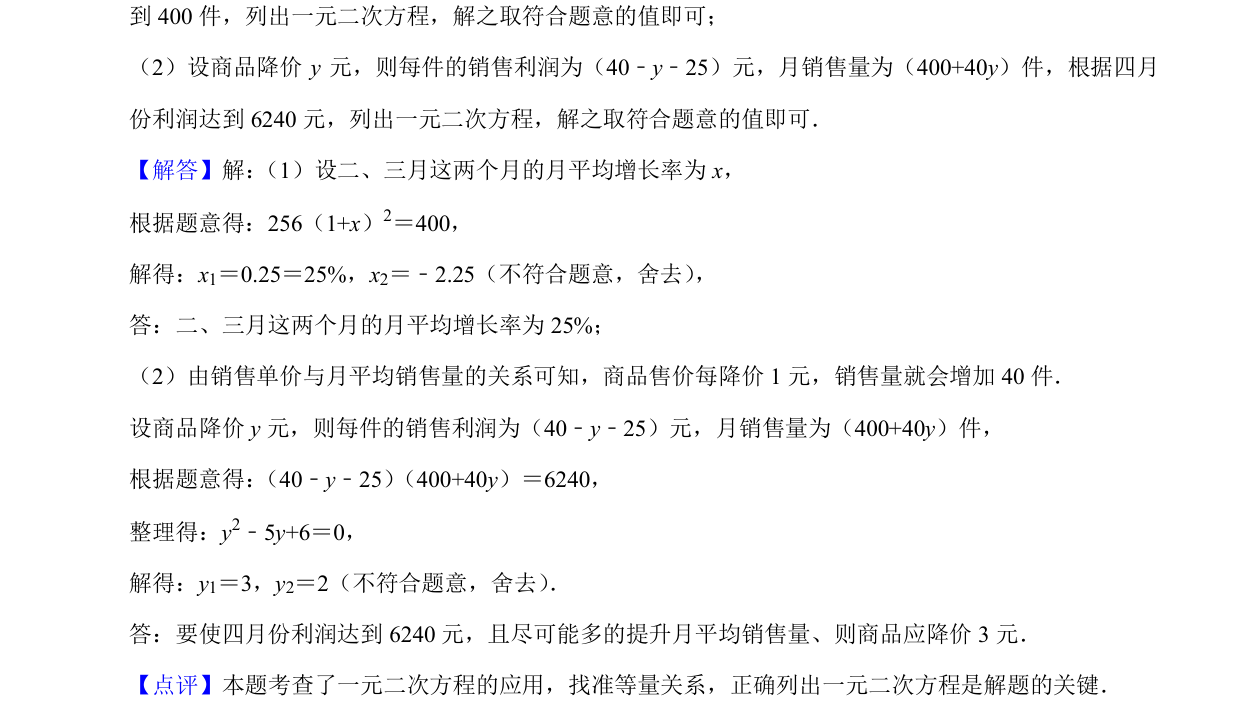 到 400 件，列出一元二次方程，解之取符合题意的值即可；
（2）设商品降价 y 元，则每件的销售利润为（40﹣y﹣25）元，月销售量为（400+40y）件，根据四月
份利润达到 6240 元，列出一元二次方程，解之取符合题意的值即可．
【解答】解：（1）设二、三月这两个月的月平均增长率为 x，
根据题意得：256（1+x）²＝400，
解得：x₁＝0.25＝25%，x₂＝﹣2.25（不符合题意，舍去），
答：二、三月这两个月的月平均增长率为 25%；
（2）由销售单价与月平均销售量的关系可知，商品售价每降价 1 元，销售量就会增加 40 件．
设商品降价 y 元，则每件的销售利润为（40﹣y﹣25）元，月销售量为（400+40y）件，
根据题意得：（40﹣y﹣25）（400+40y）＝6240，
整理得：y²﹣5y+6＝0，
解得：y₁＝3，y₂＝2（不符合题意，舍去）．
答：要使四月份利润达到 6240 元，且尽可能多的提升月平均销售量、则商品应降价 3 元．
【点评】本题考查了一元二次方程的应用，找准等量关系，正确列出一元二次方程是解题的关键．